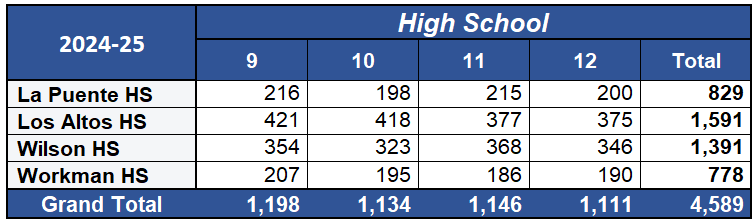 2024-25
High School
9 10 11 12 Total
La Puente HS 216 198 215 200 829
Los Altos HS 421 418 377 375 1,591
Wilson HS 354 323 368 346 1,391
Workman HS 207 195 186 190 778
Grand Total 1,198 1,134 1,146 1,111 4,589